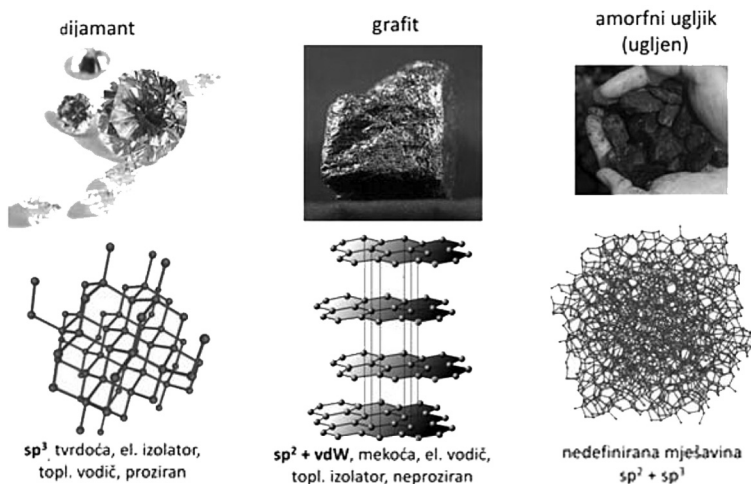 dijamant
grafit
amorfni ugljik
(ugljen)
sp³, tvrdoća, el. izolator,
topl. vodič, proziran
sp² + vdW, mekoća, el. vodič,
topl. izolator, neproziran
nedefinirana mješavina
sp² + sp³